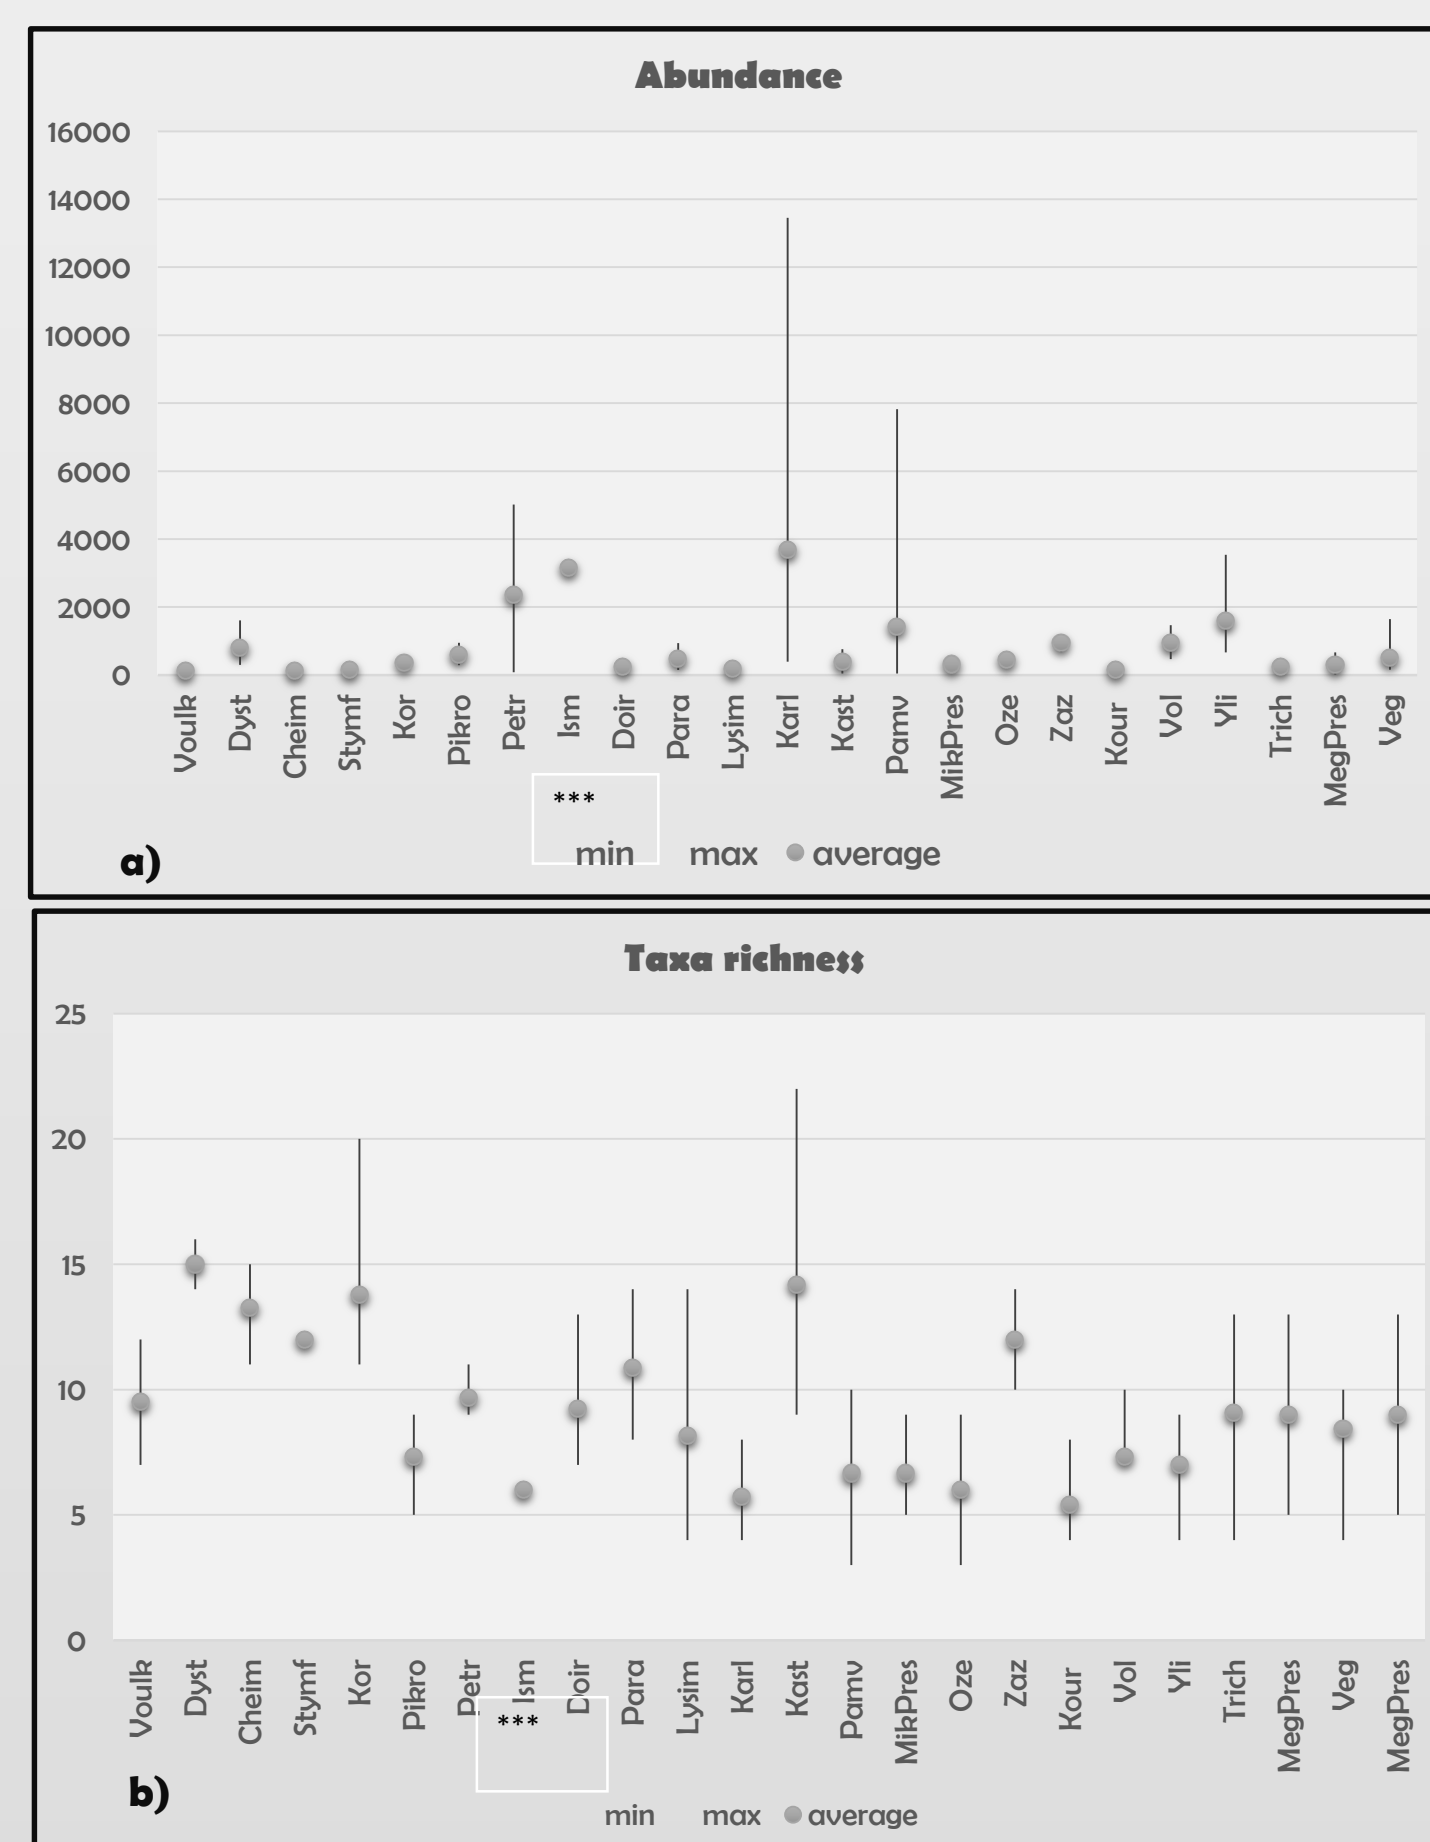 Abundance
16000
14000
12000
10000
8000
6000
4000
2000
0
Voulk Dyst Cheim Stymf Kor Pikro Petr Ism Doir Para Lysim Karl Kast Pamv MikPres Oze Zaz Kour Vol Yli Trich MegPres Veg
***
a)
min max average
Taxa richness
25
20
15
10
5
0
Voulk Dyst Cheim Stymf Kor Pikro Petr Ism Doir Para Lysim Karl Kast Pamv MikPres Oze Zaz Kour Vol Yli Trich MegPres Veg MegPres
***
b)
min max average